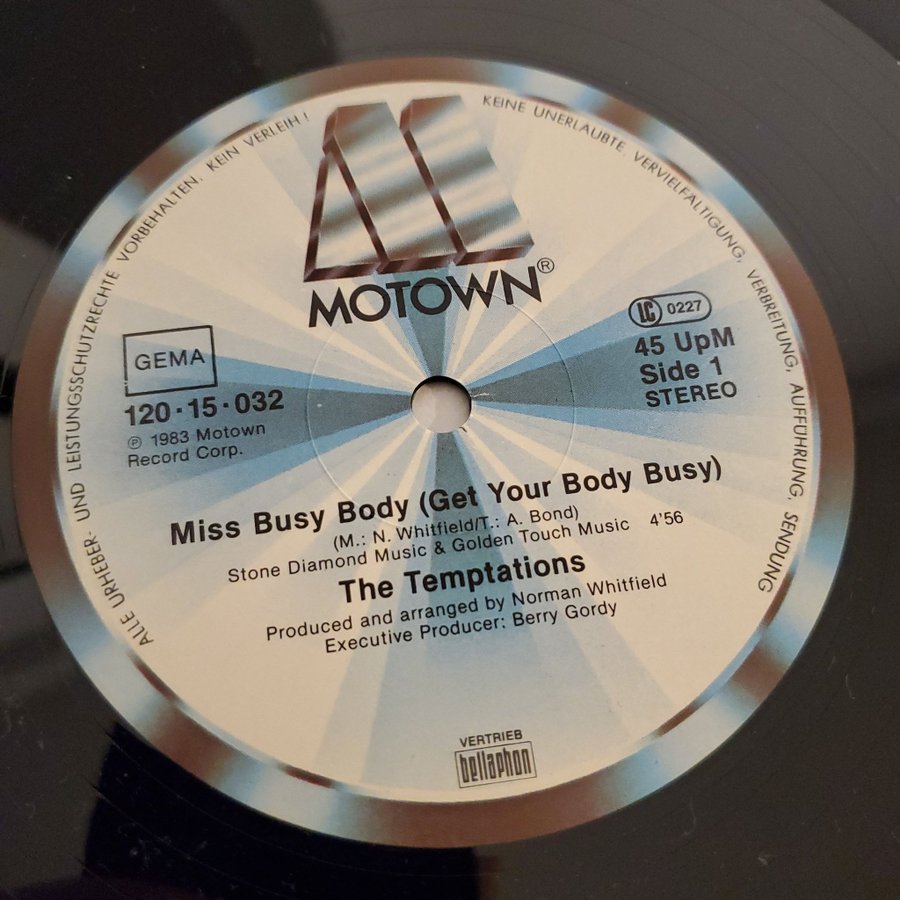 ALLE URHEBER- UND LEISTUNGSSCHUTZRECHTE VORBEHALTEN. KEIN VERLEIH! KEINE UNERLAUBTE VERVIELFÄLTIGUNG, VERBREITUNG, AUFFÜHRUNG, SENDUNG
MOTOWN®
GEMA
120·15·032
℗ 1983 Motown
Record Corp.
LC 0227
45 UpM
Side 1
STEREO
Miss Busy Body (Get Your Body Busy)
(M.: N. Whitfield/T.: A. Bond)
Stone Diamond Music & Golden Touch Music 4'56
The Temptations
Produced and arranged by Norman Whitfield
Executive Producer: Berry Gordy
VERTRIEB
bellaphon